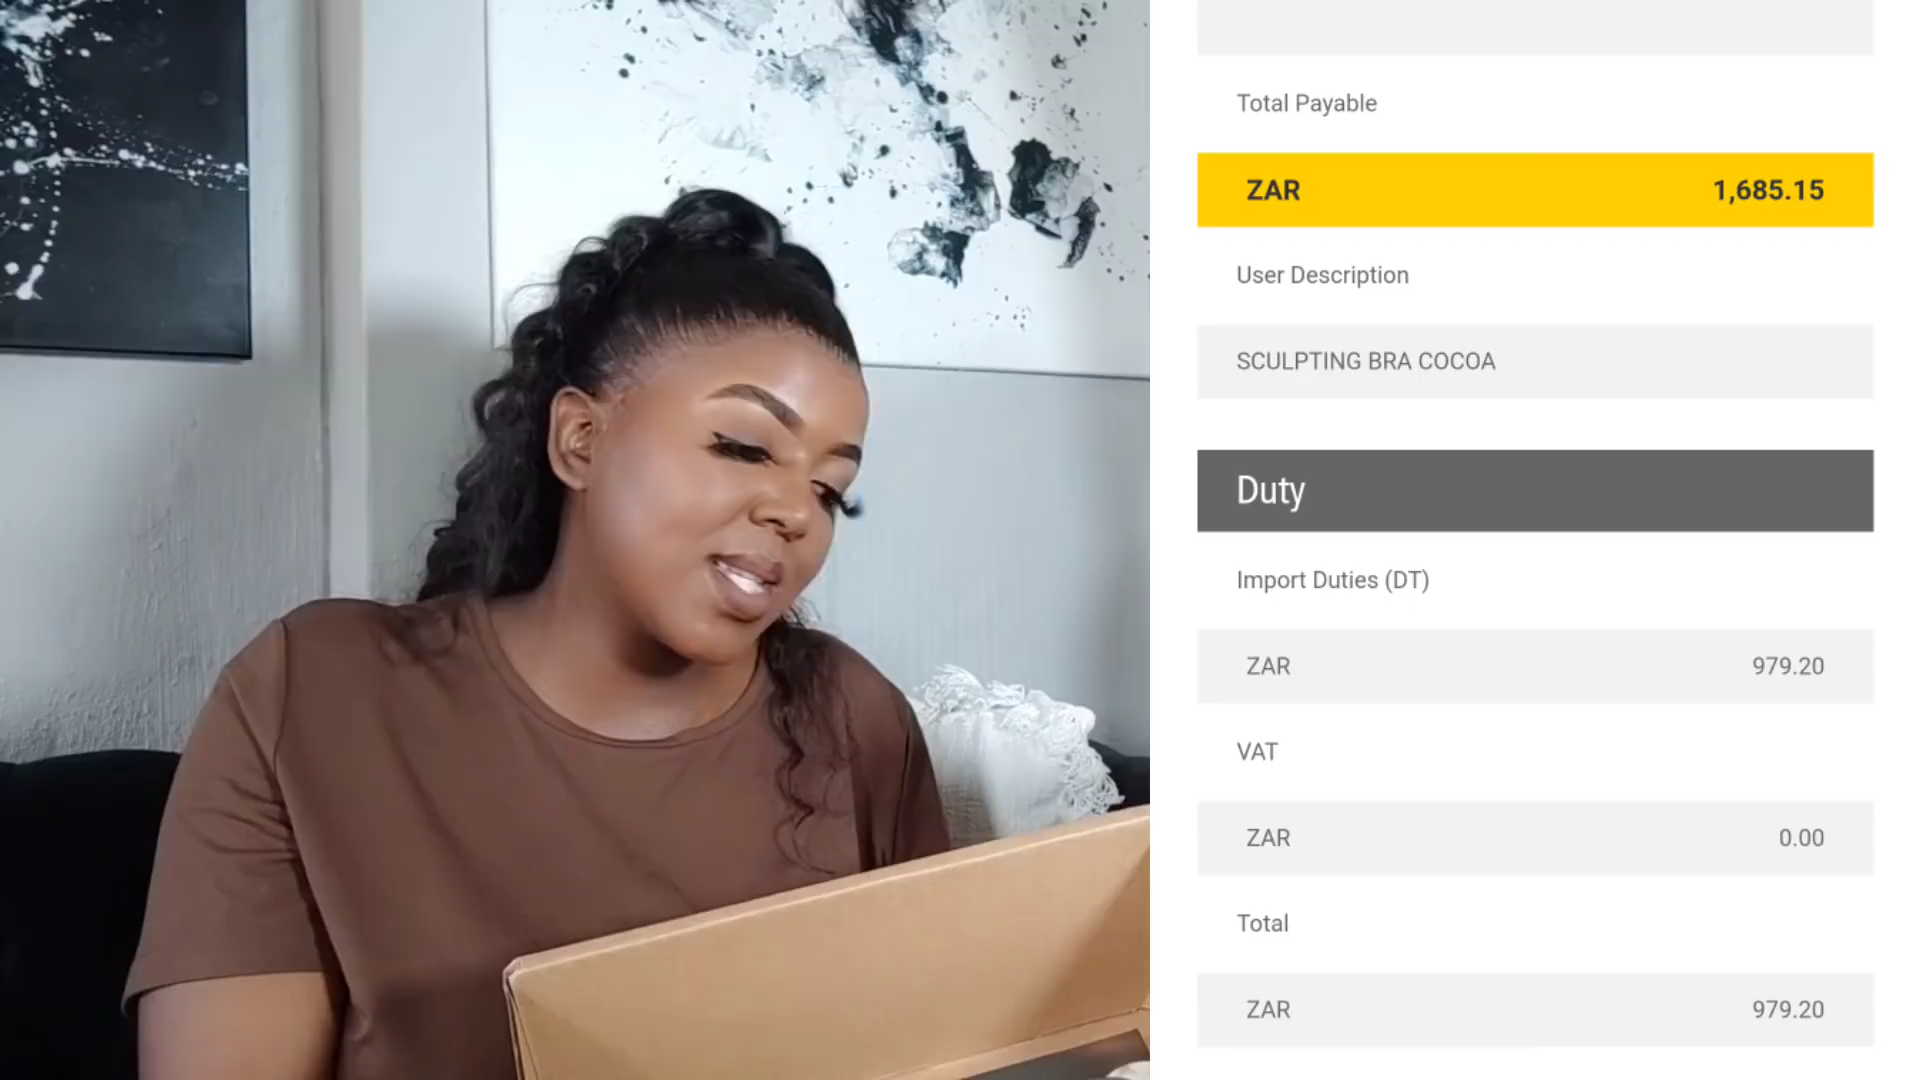 Total Payable
ZAR 1,685.15
User Description
SCULPTING BRA COCOA
Duty
Import Duties (DT)
ZAR 979.20
VAT
ZAR 0.00
Total
ZAR 979.20